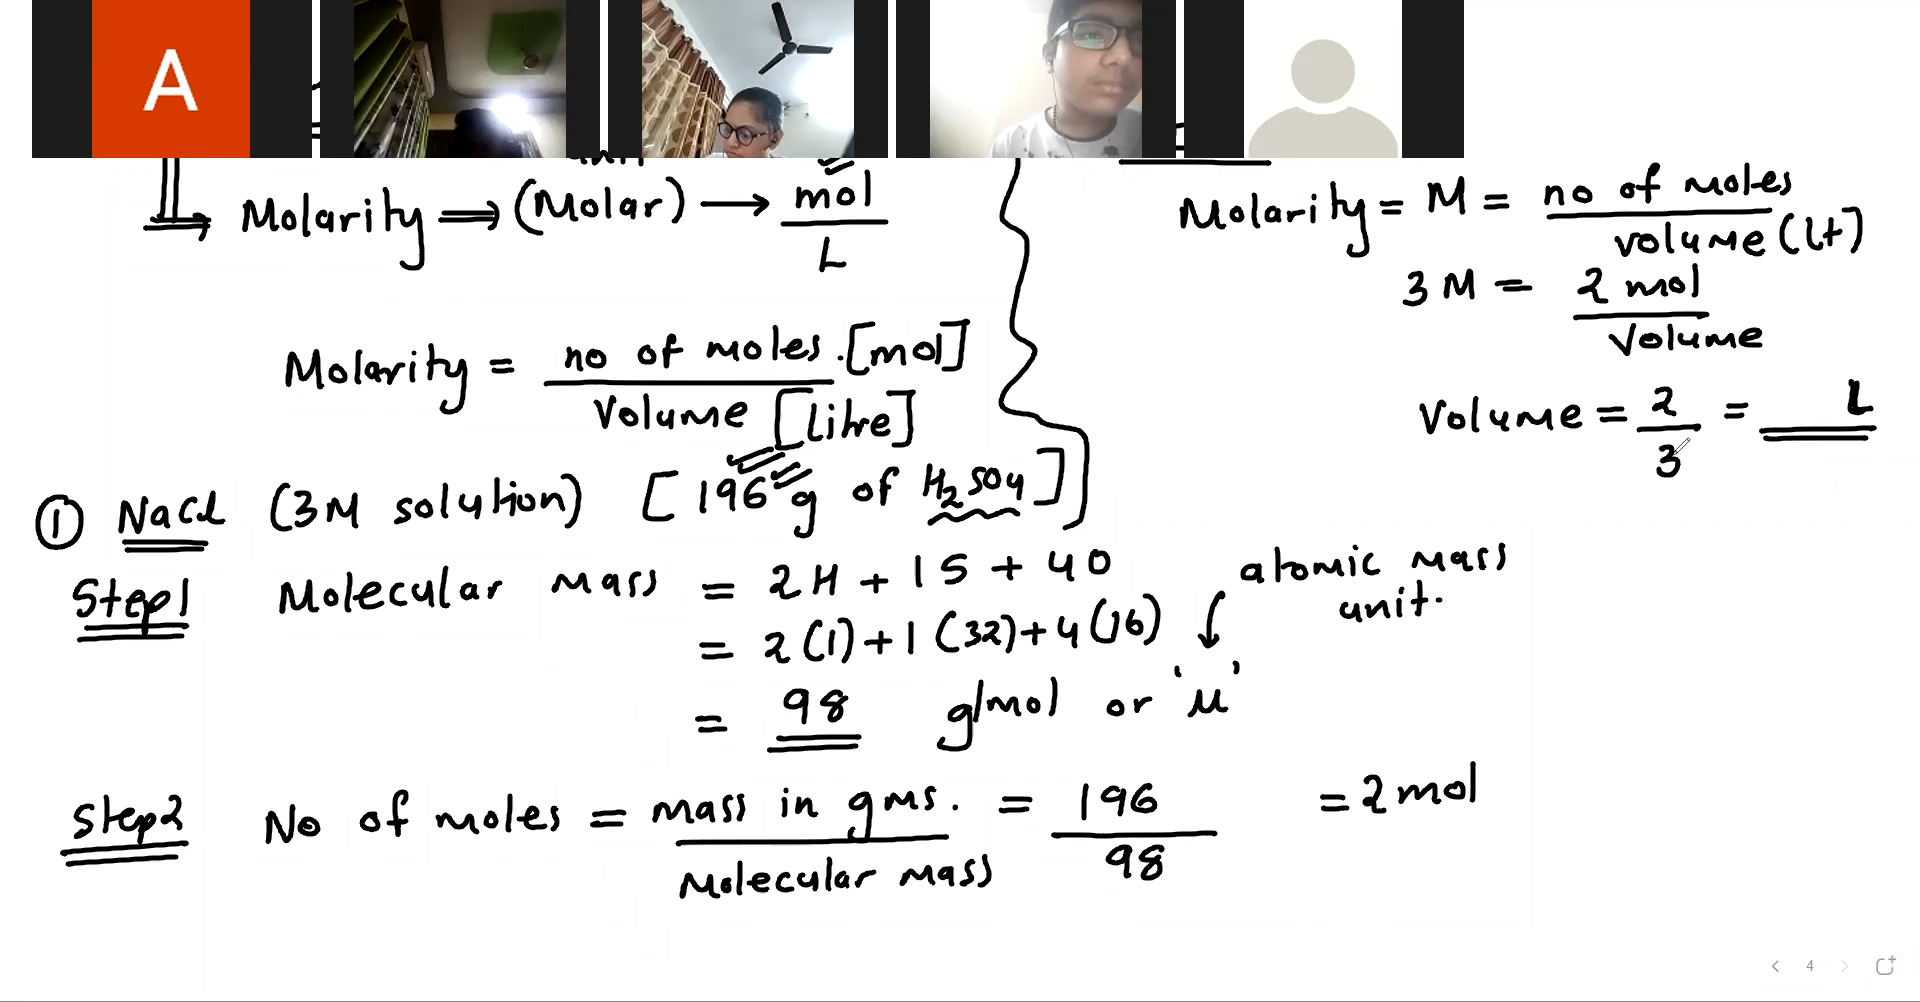 A
Molarity ⟹ (Molar) → mol
L
Molarity = no of moles . [mol]
Volume [litre]
① NaCl (3M solution) [196 g of H2SO4]
Step1 Molecular mass = 2H + 1S + 4O
= 2(1) + 1(32) + 4(16)
= 98 g/mol or 'u'
atomic mass
unit.
Step2 No of moles = mass in gms. = 196 = 2 mol
Molecular mass 98
Molarity = M = no of moles
volume (lt)
3M = 2 mol
Volume
Volume = 2 = L
3
4